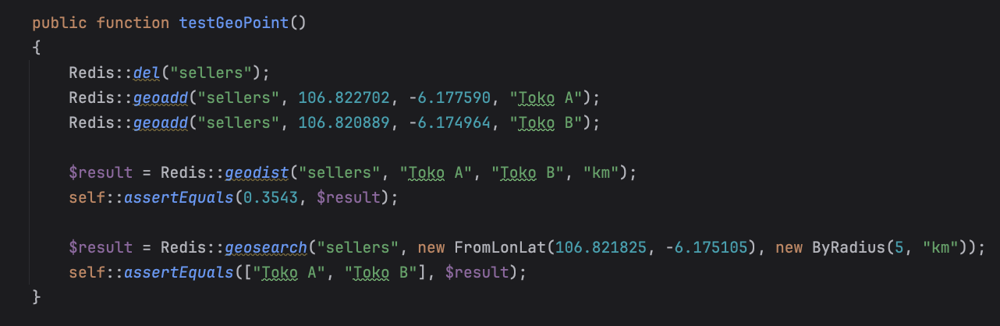 public function testGeoPoint()
{
    Redis::del("sellers");
    Redis::geoadd("sellers", 106.822702, -6.177590, "Toko A");
    Redis::geoadd("sellers", 106.820889, -6.174964, "Toko B");

    $result = Redis::geodist("sellers", "Toko A", "Toko B", "km");
    self::assertEquals(0.3543, $result);

    $result = Redis::geosearch("sellers", new FromLonLat(106.821825, -6.175105), new ByRadius(5, "km"));
    self::assertEquals(["Toko A", "Toko B"], $result);
}